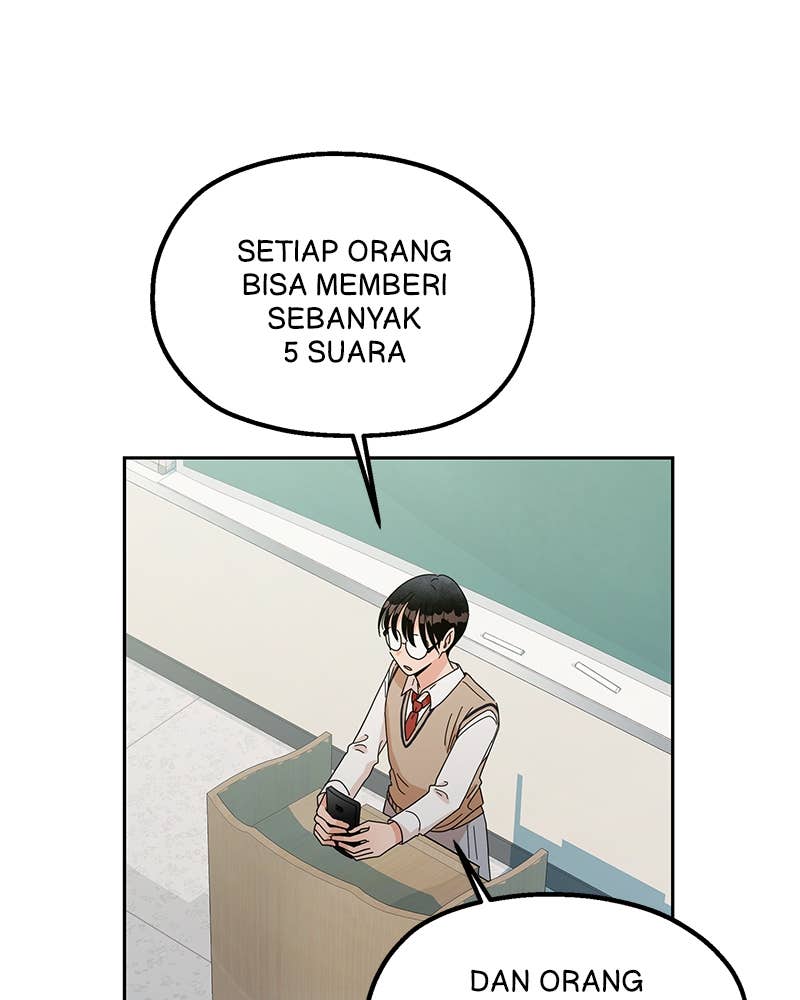 SETIAP ORANG
BISA MEMBERI
SEBANYAK
5 SUARA
DAN ORANG